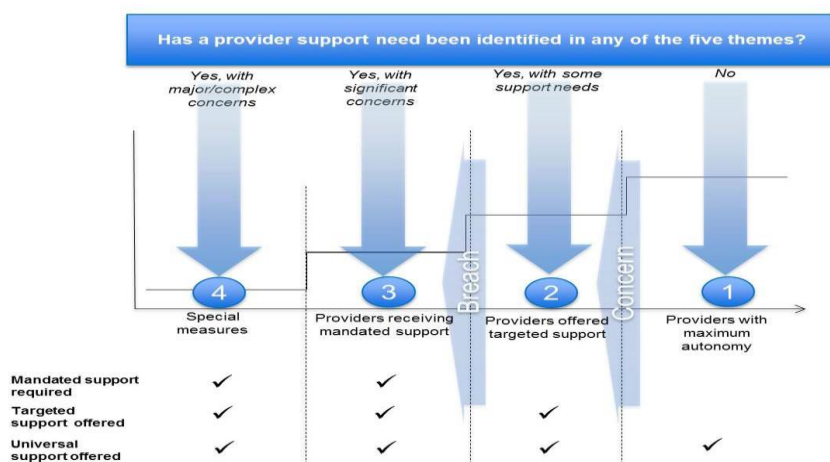 Has a provider support need been identified in any of the five themes?
Yes, with
major/complex
concerns
Yes, with
significant
concerns
Yes, with some
support needs
No
Breach
Concern
4
3
2
1
Special
measures
Providers receiving
mandated support
Providers offered
targeted support
Providers with
maximum
autonomy
Mandated support
required
Targeted
support offered
Universal
support offered